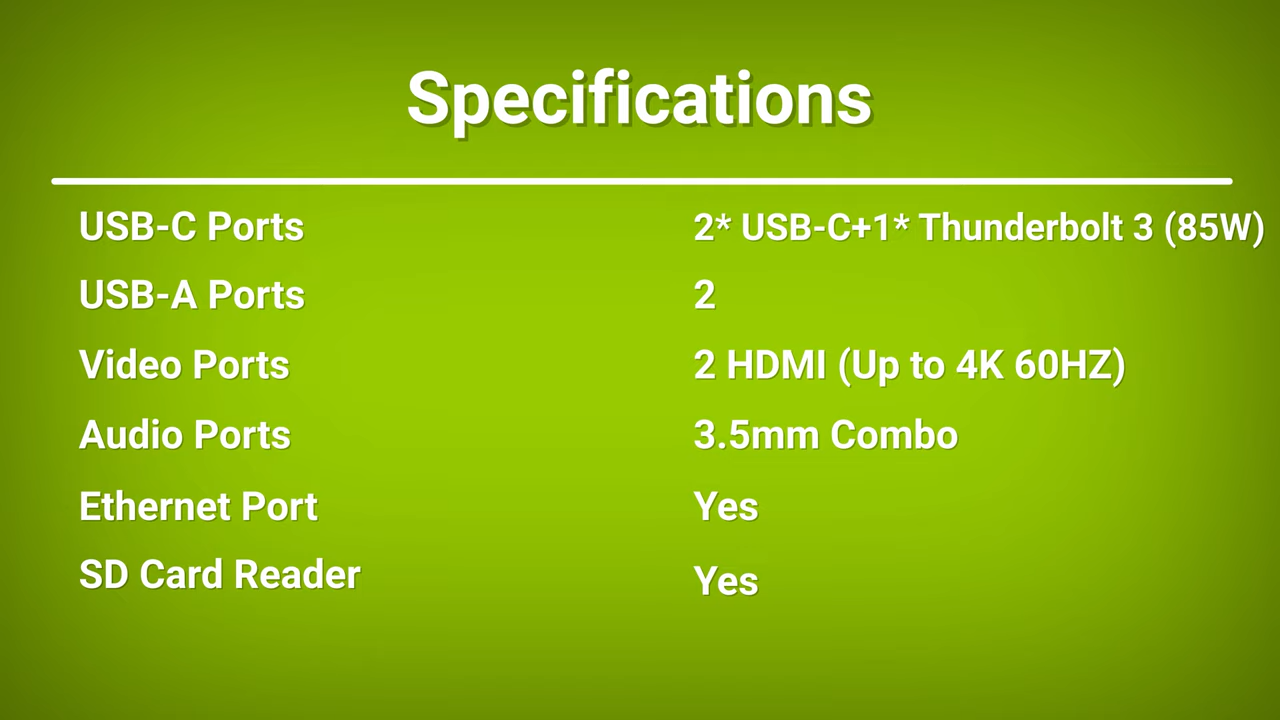 Specifications
USB-C Ports 2* USB-C+1* Thunderbolt 3 (85W)
USB-A Ports 2
Video Ports 2 HDMI (Up to 4K 60HZ)
Audio Ports 3.5mm Combo
Ethernet Port Yes
SD Card Reader Yes